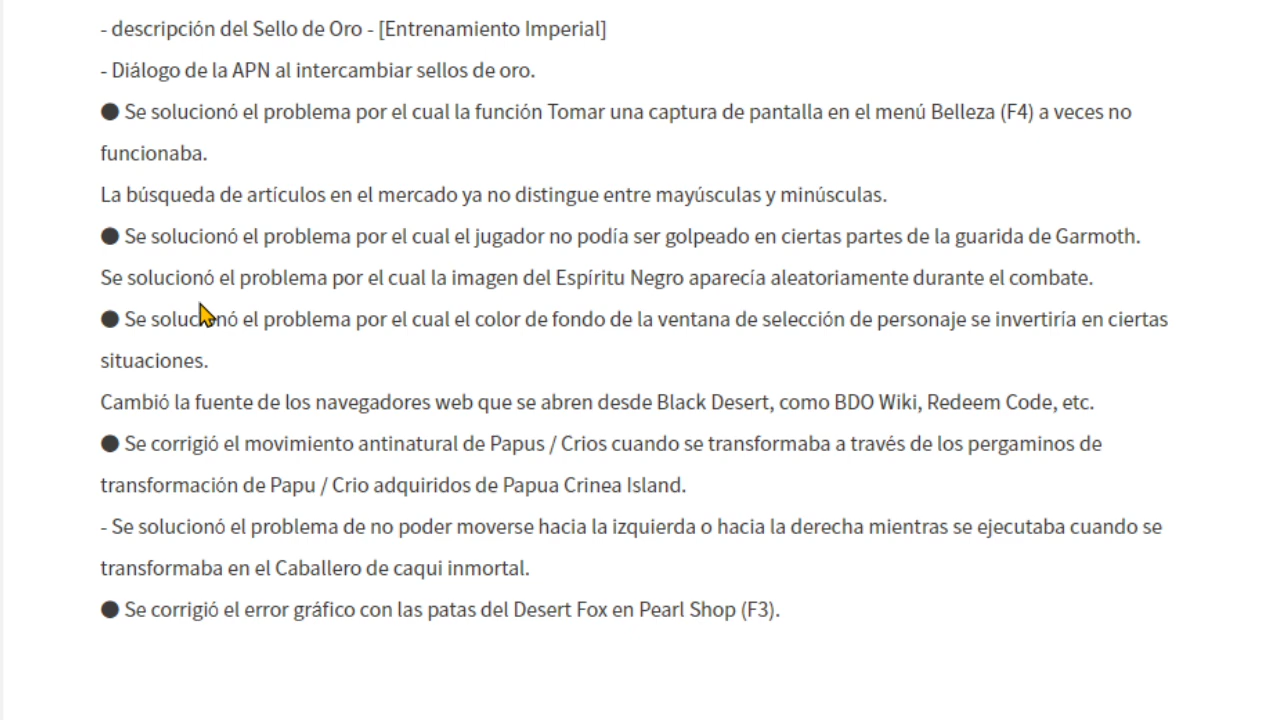 - descripción del Sello de Oro - [Entrenamiento Imperial]
- Diálogo de la APN al intercambiar sellos de oro.
● Se solucionó el problema por el cual la función Tomar una captura de pantalla en el menú Belleza (F4) a veces no
funcionaba.
La búsqueda de artículos en el mercado ya no distingue entre mayúsculas y minúsculas.
● Se solucionó el problema por el cual el jugador no podía ser golpeado en ciertas partes de la guarida de Garmoth.
Se solucionó el problema por el cual la imagen del Espíritu Negro aparecía aleatoriamente durante el combate.
● Se solucionó el problema por el cual el color de fondo de la ventana de selección de personaje se invertiría en ciertas
situaciones.
Cambió la fuente de los navegadores web que se abren desde Black Desert, como BDO Wiki, Redeem Code, etc.
● Se corrigió el movimiento antinatural de Papus / Crios cuando se transformaba a través de los pergaminos de
transformación de Papu / Crio adquiridos de Papua Crinea Island.
- Se solucionó el problema de no poder moverse hacia la izquierda o hacia la derecha mientras se ejecutaba cuando se
transformaba en el Caballero de caqui inmortal.
● Se corrigió el error gráfico con las patas del Desert Fox en Pearl Shop (F3).